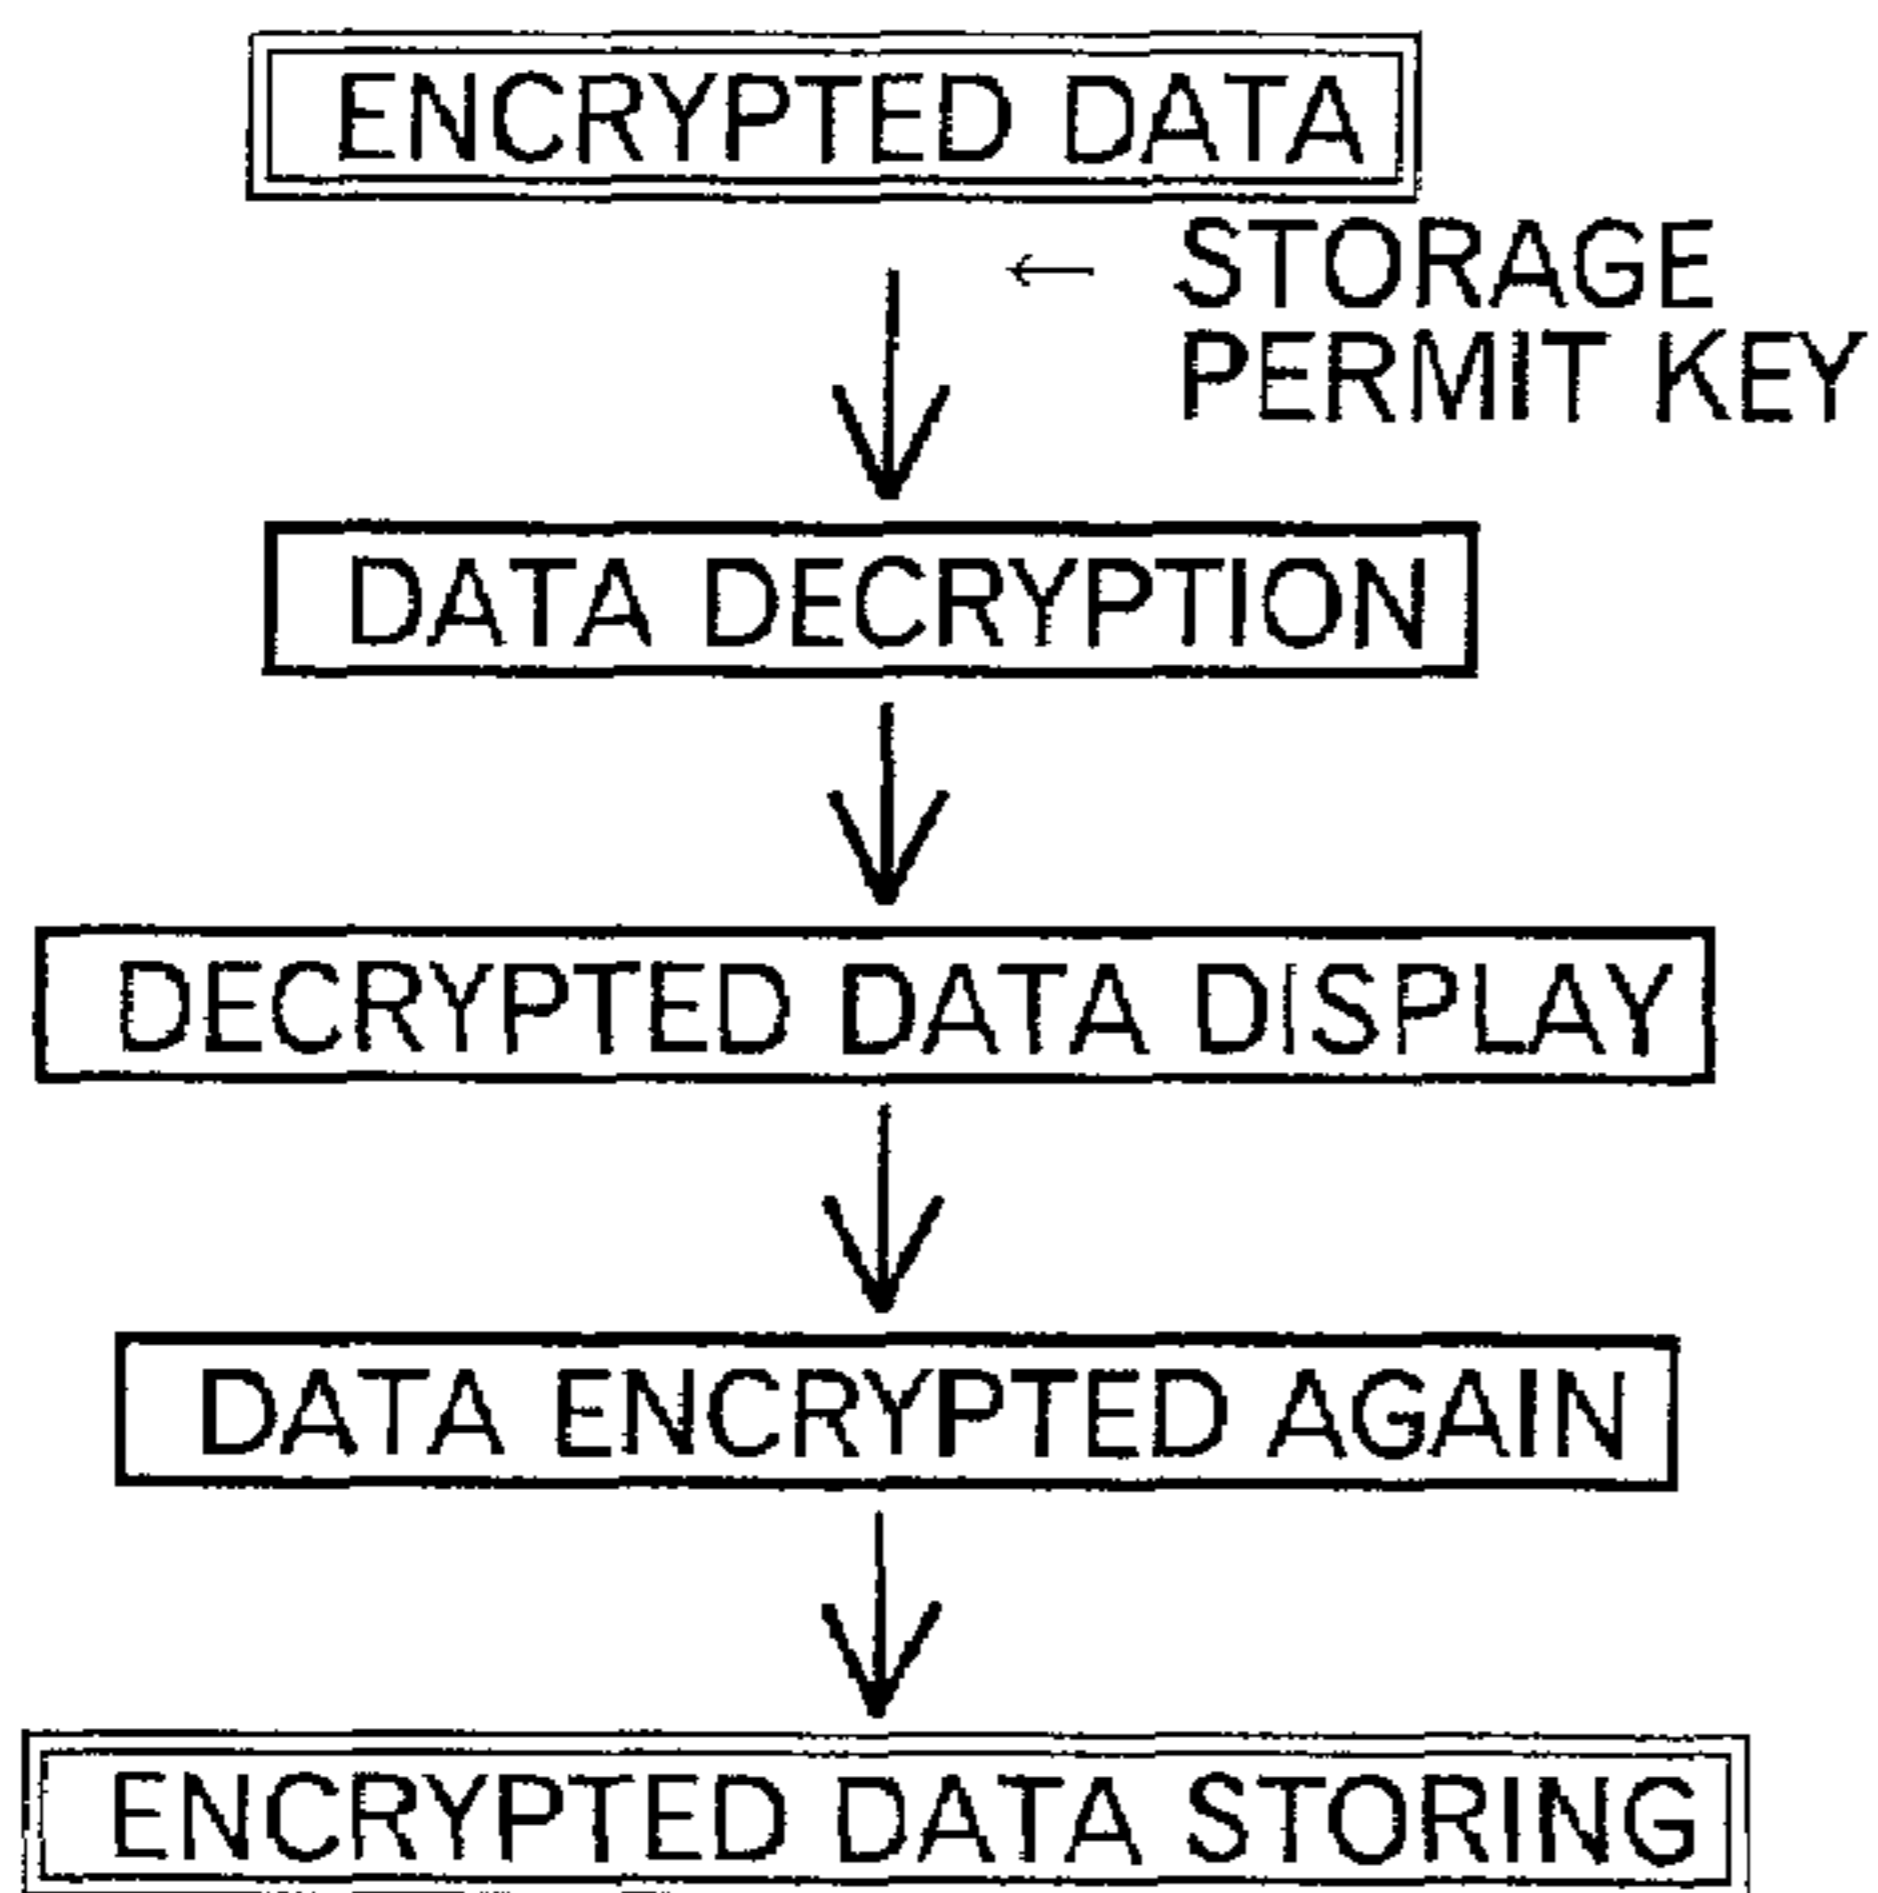 ENCRYPTED DATA
← STORAGE
PERMIT KEY
DATA DECRYPTION
DECRYPTED DATA DISPLAY
DATA ENCRYPTED AGAIN
ENCRYPTED DATA STORING